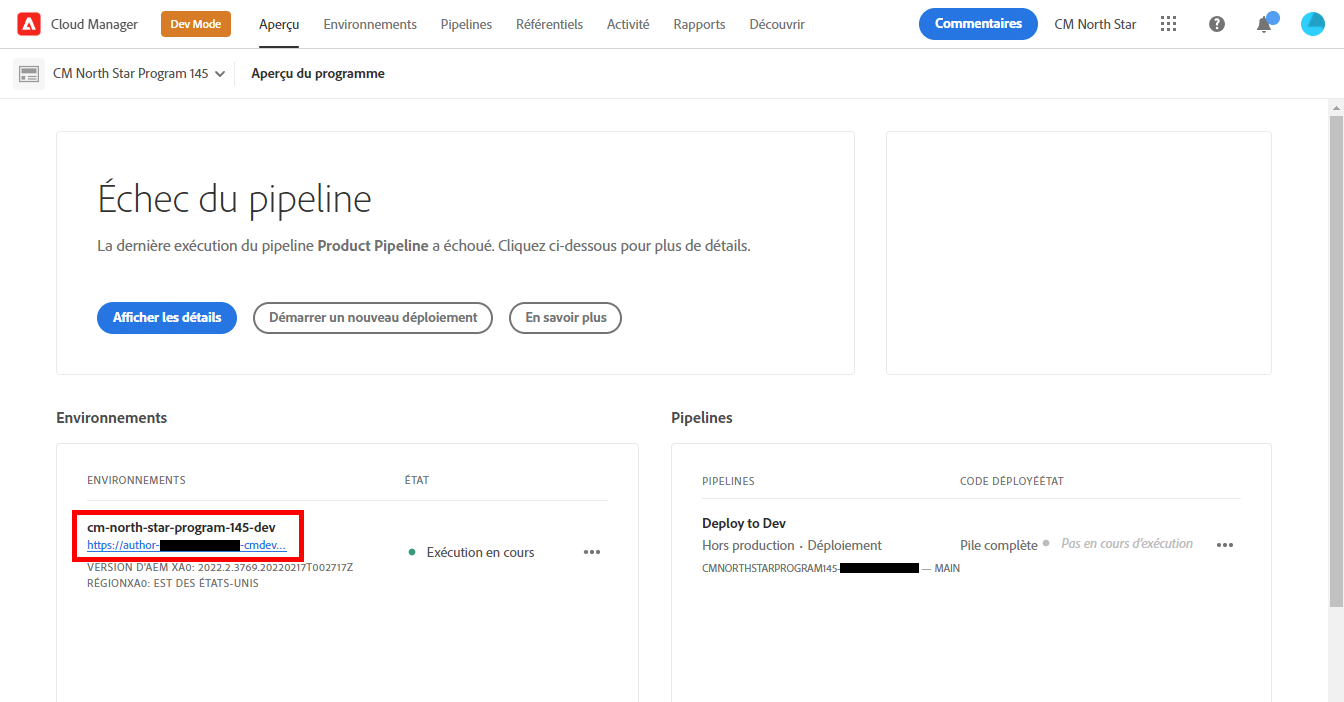 Cloud Manager
Dev Mode
Aperçu
Environnements
Pipelines
Référentiels
Activité
Rapports
Découvrir
Commentaires
CM North Star
CM North Star Program 145
Aperçu du programme
Échec du pipeline
La dernière exécution du pipeline Product Pipeline a échoué. Cliquez ci-dessous pour plus de détails.
Afficher les détails
Démarrer un nouveau déploiement
En savoir plus
Environnements
ENVIRONNEMENTS
ÉTAT
cm-north-star-program-145-dev
https://author-
-cmdev...
Exécution en cours
VERSION D'AEM XA0: 2022.2.3769.20220217T002717Z
RÉGIONXA0: EST DES ÉTATS-UNIS
Pipelines
PIPELINES
CODE DÉPLOYÉÉTAT
Deploy to Dev
Hors production · Déploiement
Pile complète
Pas en cours d'exécution
CMNORTHSTARPROGRAM145-
— MAIN